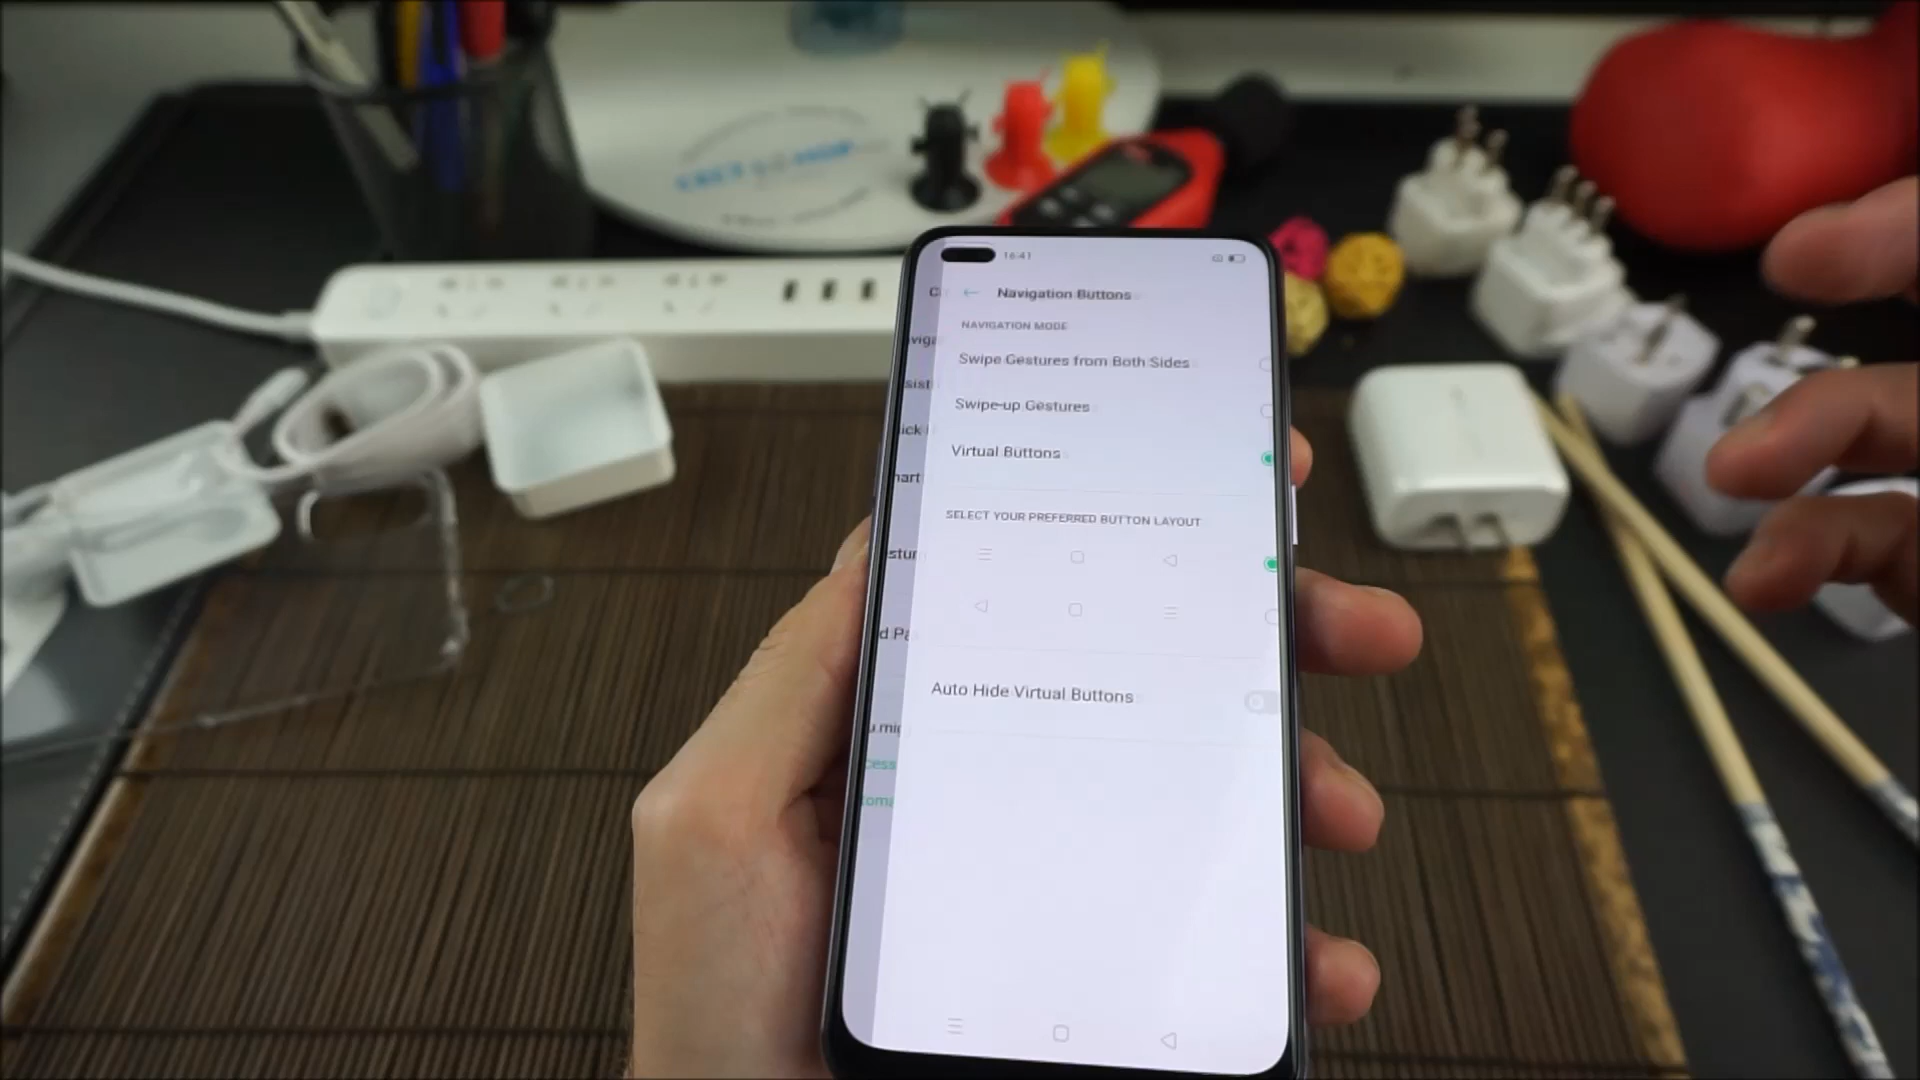 16:41
Navigation Buttons
NAVIGATION MODE
Swipe Gestures from Both Sides
Swipe-up Gestures
Virtual Buttons
SELECT YOUR PREFERRED BUTTON LAYOUT
Auto Hide Virtual Buttons